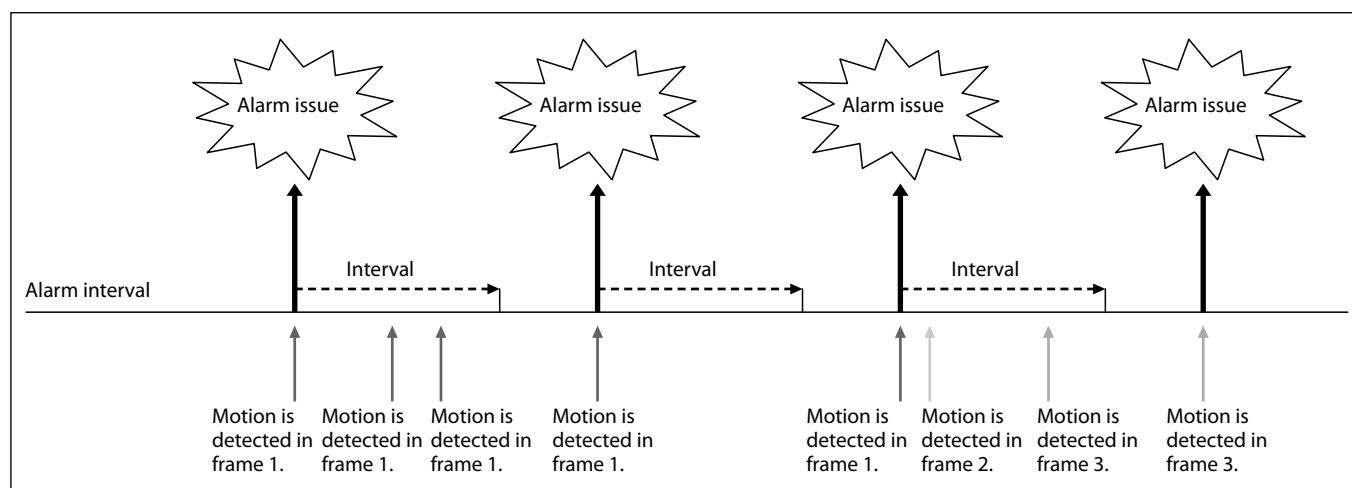 Alarm issue
Alarm issue
Alarm issue
Alarm issue
Interval
Interval
Interval
Alarm interval
Motion is
detected in
frame 1.
Motion is
detected in
frame 1.
Motion is
detected in
frame 1.
Motion is
detected in
frame 1.
Motion is
detected in
frame 1.
Motion is
detected in
frame 2.
Motion is
detected in
frame 3.
Motion is
detected in
frame 3.